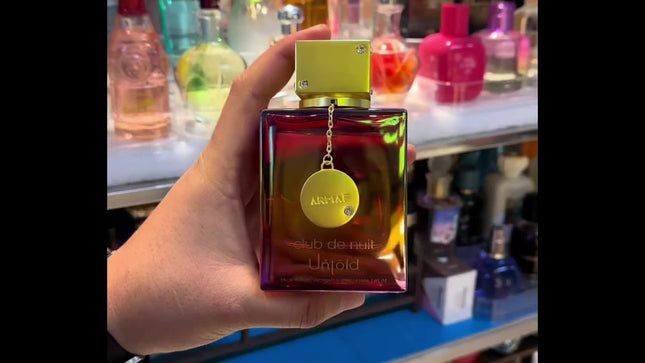 ARMAF
club de nuit
Untold